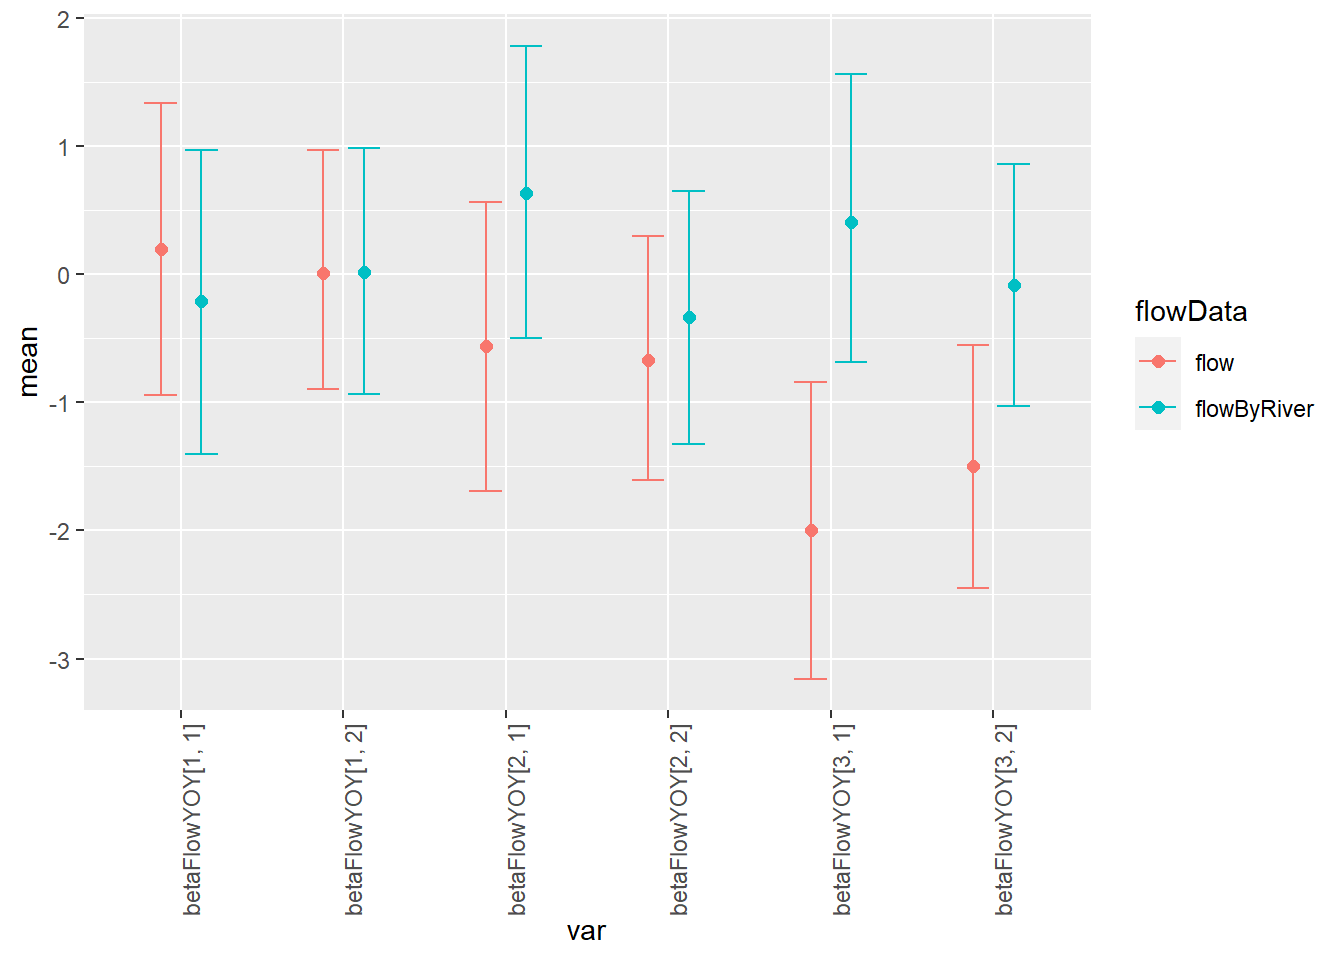 2
1
0
-1
-2
-3
mean
betaFlowYOY[1, 1]
betaFlowYOY[1, 2]
betaFlowYOY[2, 1]
betaFlowYOY[2, 2]
betaFlowYOY[3, 1]
betaFlowYOY[3, 2]
var
flowData
flow
flowByRiver